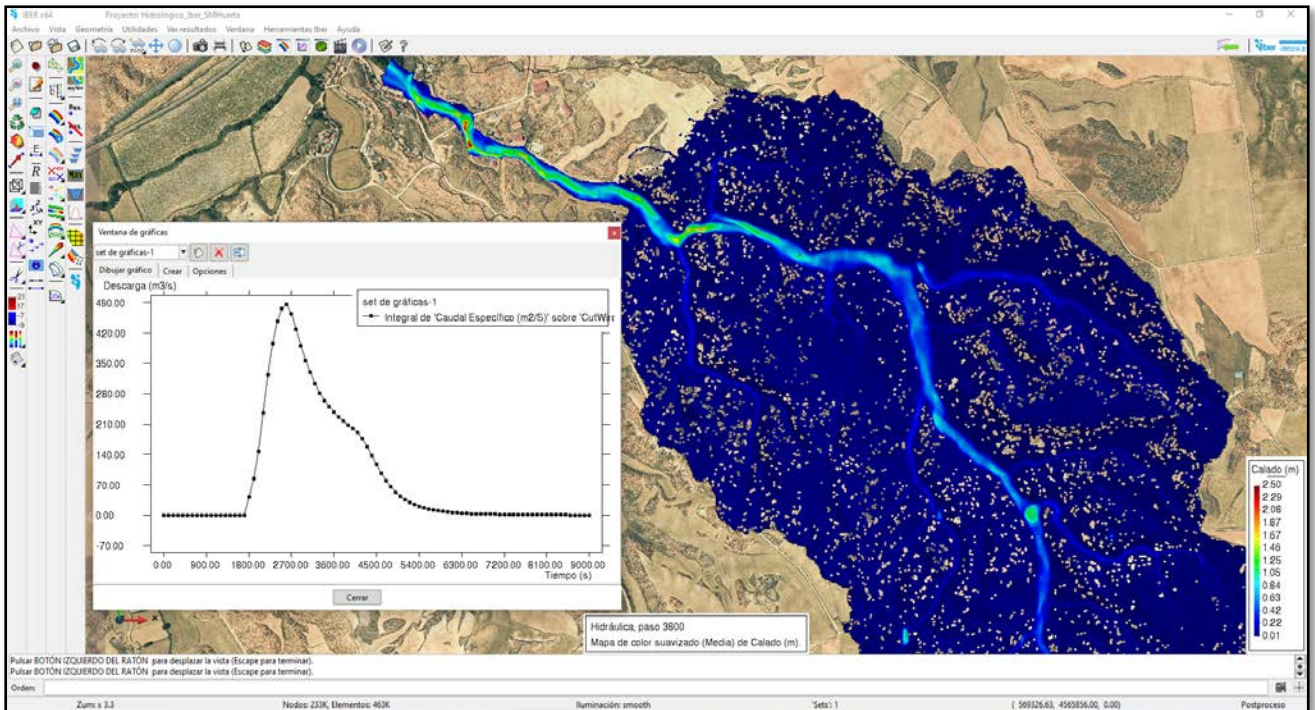 IBER x64 Proyecto: Hidrologico_Iber_SMHuerta
Archivo Vista Geometría Utilidades Ver resultados Ventana Herramientas Iber Ayuda
Iber
Ventana de gráficas
set de gráficas-1
Dibujar gráfico Crear Opciones
Descarga (m3/s)
set de gráficas-1
Integral de 'Caudal Específico (m2/S)' sobre 'CutWire
490.00
420.00
350.00
280.00
210.00
140.00
70.00
0.00
-70.00
0.00 900.00 1800.00 2700.00 3600.00 4500.00 5400.00 6300.00 7200.00 8100.00 9000.00
Tiempo (s)
Cerrar
Calado (m)
2.50
2.29
2.08
1.87
1.67
1.46
1.25
1.05
0.84
0.63
0.42
0.22
0.01
Hidráulica, paso 3600
Mapa de color suavizado (Media) de Calado (m).
Pulsar BOTÓN IZQUIERDO DEL RATÓN para desplazar la vista (Escape para terminar).
Pulsar BOTÓN IZQUIERDO DEL RATÓN para desplazar la vista (Escape para terminar).
Orden:
Zum: x 3.3 Nodos: 233K, Elementos: 463K Iluminación: smooth 'Sets': 1 ( 569326.63, 4565856.00, 0.00) Postproceso